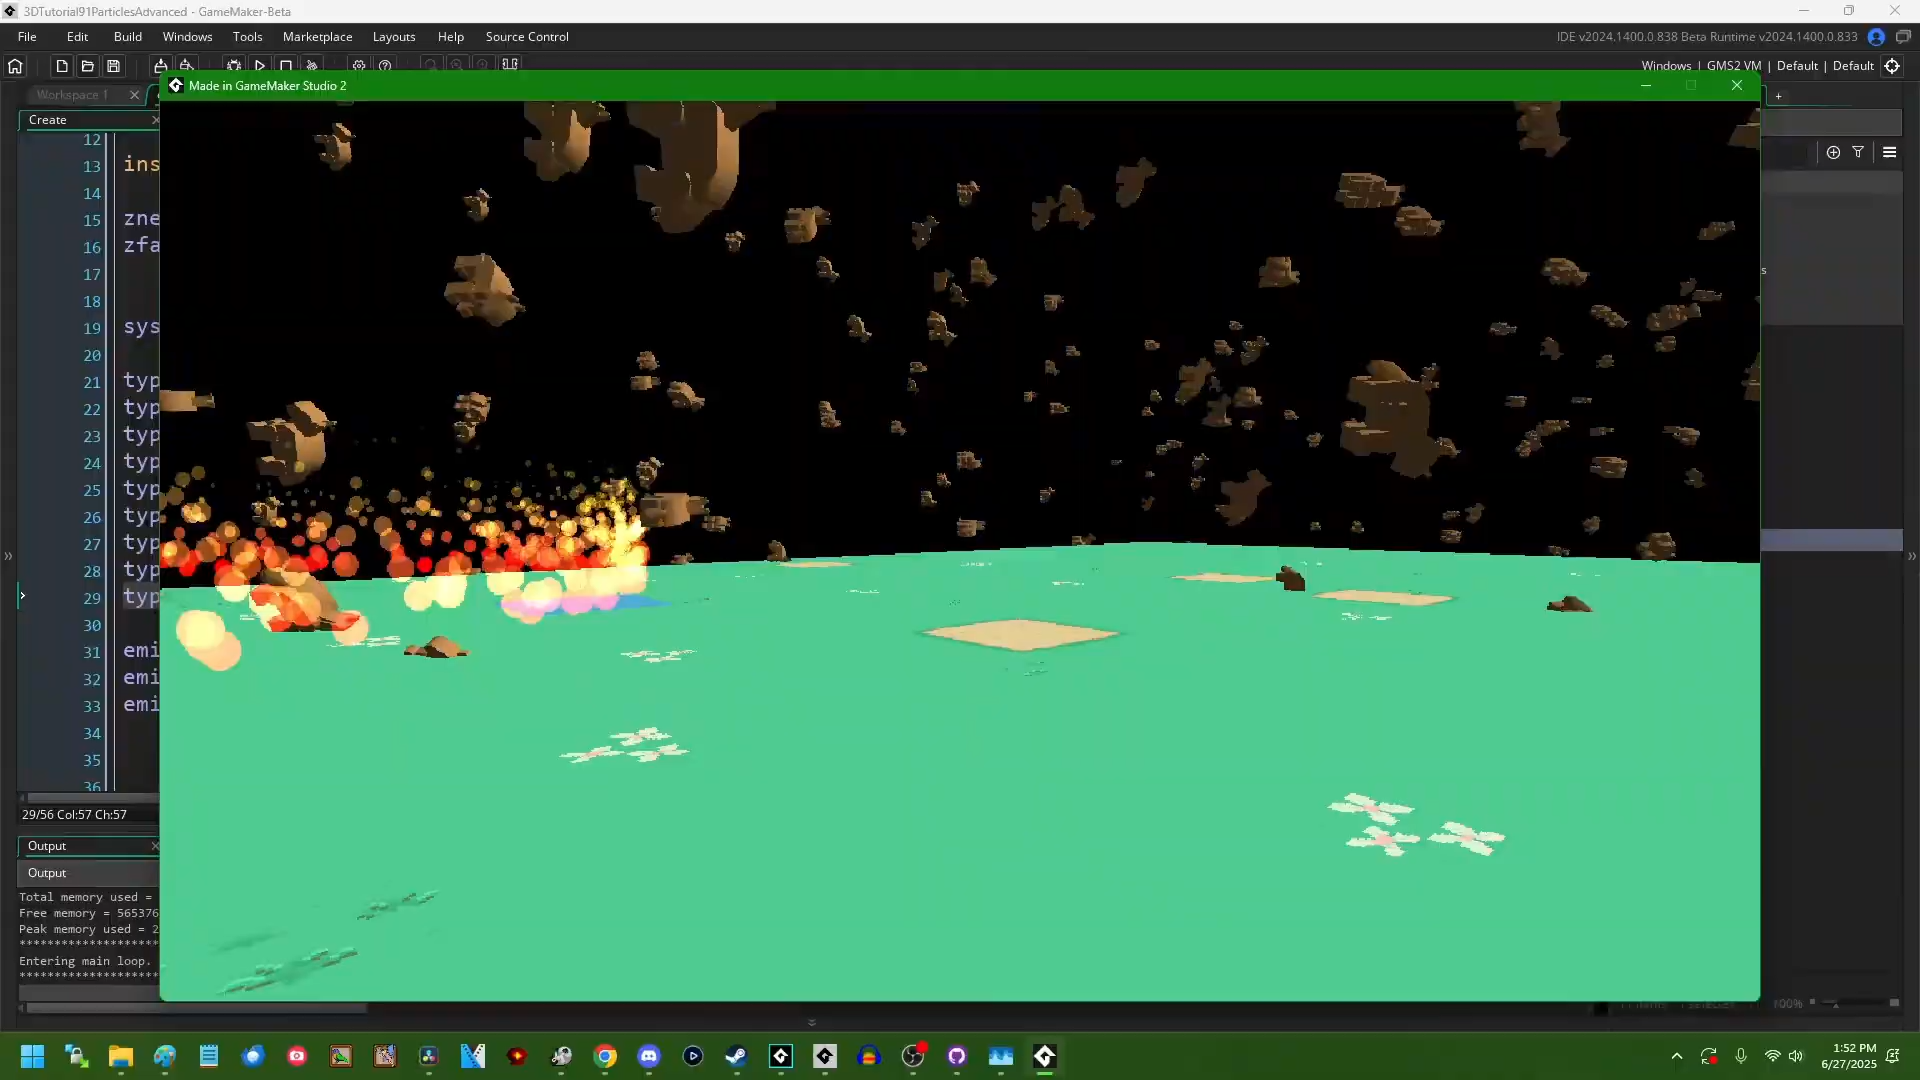 3DTutorial91ParticlesAdvanced - GameMaker-Beta
File Edit Build Windows Tools Marketplace Layouts Help Source Control
IDE v2024.1400.0.838 Beta Runtime v2024.1400.0.833
Windows | GMS2 VM | Default | Default
Made in GameMaker Studio 2
Workspace 1
Create
12
13 ins
14
15 zne
16 zfa
17
18
19 sys
20
21 typ
22 typ
23 typ
24 typ
25 typ
26 typ
27 typ
28 typ
29 typ
30
31 emi
32 emi
33 emi
34
35
36
29/56 Col:57 Ch:57
Output
Output
Total memory used =
Free memory = 565376
Peak memory used = 2
*********************
Entering main loop.
*********************
100%
1:52 PM
6/27/2025